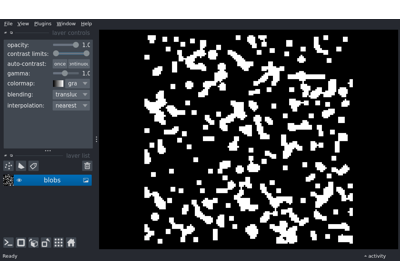 File View Plugins Window Help
layer controls
opacity: 1.0
contrast limits:
auto-contrast: once
gamma: 1.0
colormap: gra
blending: translu
interpolation: nearest
layer list
blobs
Ready
activity